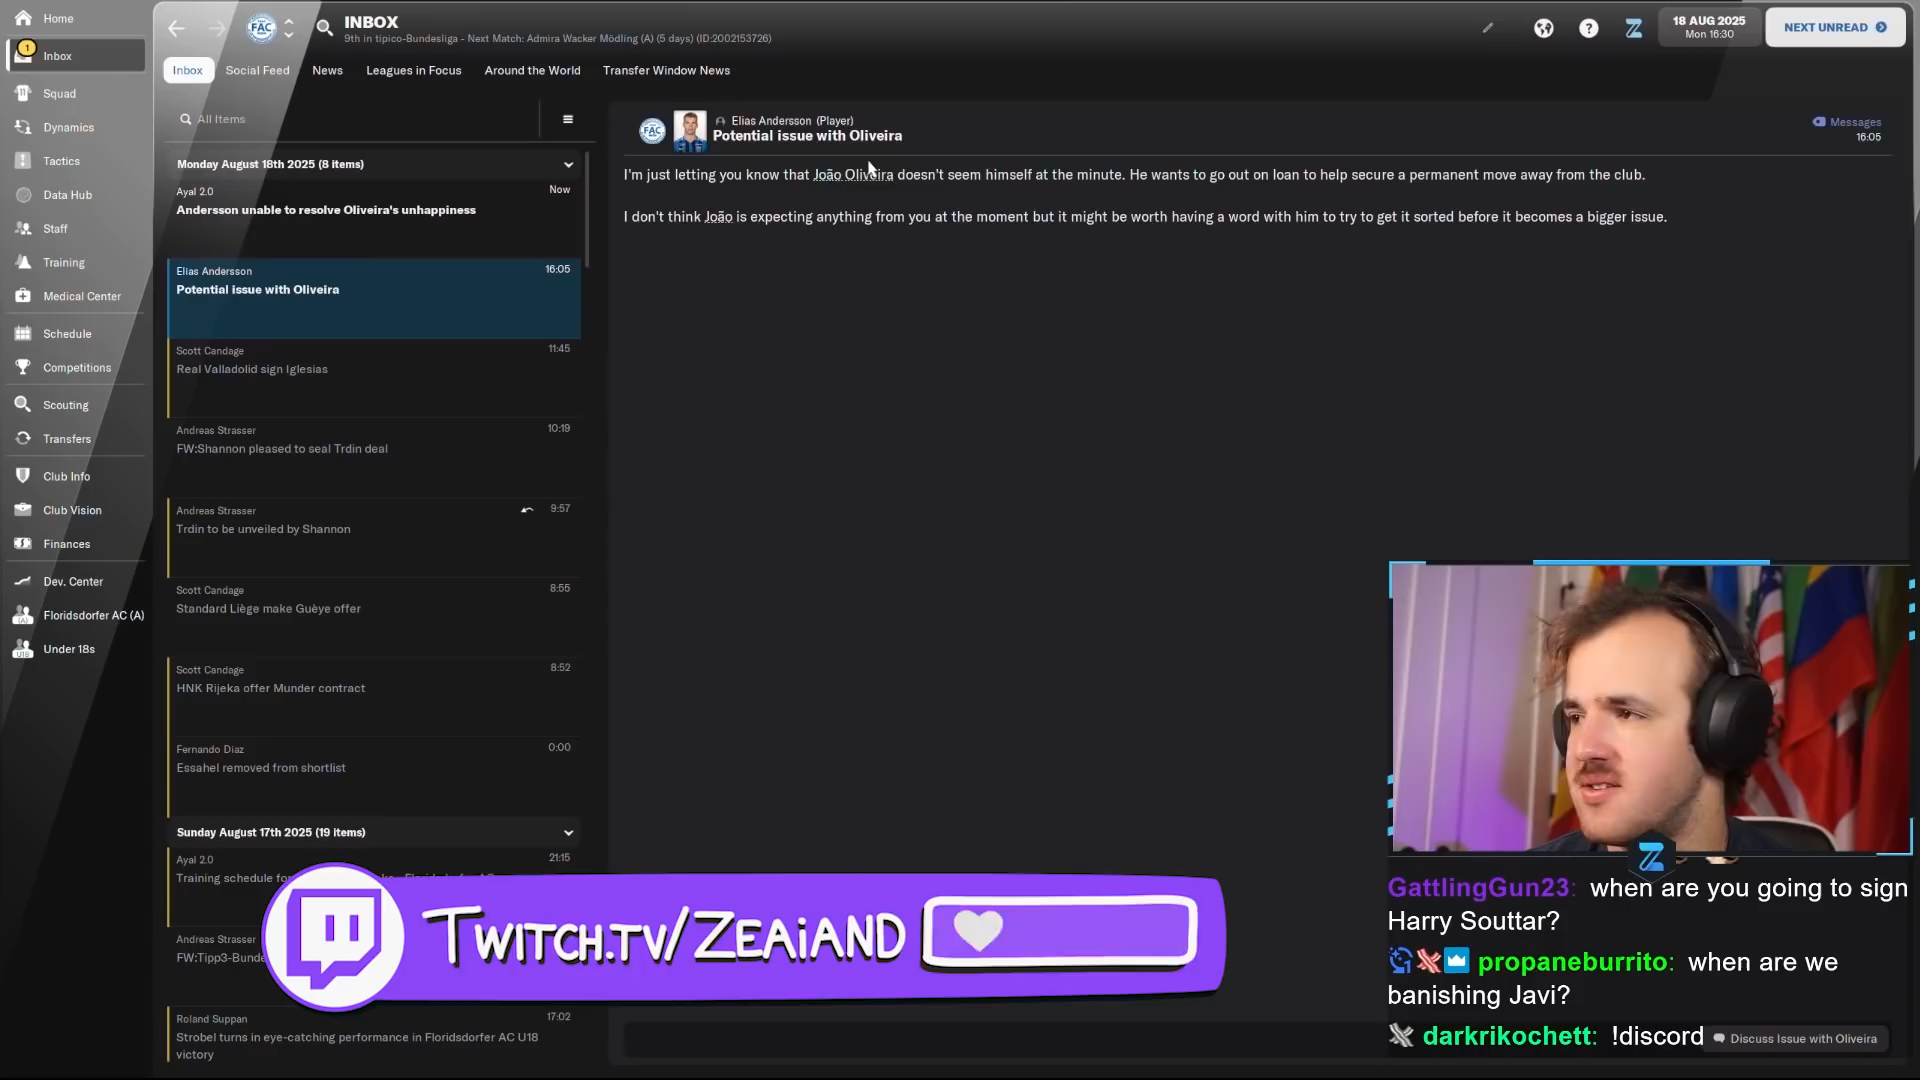 Home
1
Inbox
Squad
Dynamics
Tactics
Data Hub
Staff
Training
Medical Center
Schedule
Competitions
Scouting
Transfers
Club Info
Club Vision
Finances
Dev. Center
Floridsdorfer AC (A)
Under 18s
FAC
INBOX
9th in tipico-Bundesliga - Next Match: Admira Wacker Mödling (A) (5 days) (ID:2002153726)
18 AUG 2025
Mon 16:30
NEXT UNREAD
Inbox
Social Feed
News
Leagues in Focus
Around the World
Transfer Window News
All Items
Monday August 18th 2025 (8 items)
Ayal 2.0
Now
Andersson unable to resolve Oliveira's unhappiness
Elias Andersson
16:05
Potential issue with Oliveira
Scott Candage
11:45
Real Valladolid sign Iglesias
Andreas Strasser
10:19
FW:Shannon pleased to seal Trdin deal
Andreas Strasser
9:57
Trdin to be unveiled by Shannon
Scott Candage
8:55
Standard Liège make Guèye offer
Scott Candage
8:52
HNK Rijeka offer Munder contract
Fernando Diaz
0:00
Essahel removed from shortlist
Sunday August 17th 2025 (19 items)
Ayal 2.0
21:15
Training schedule for
Andreas Strasser
FW:Tipp3-Bunde
Roland Suppan
17:02
Strobel turns in eye-catching performance in Floridsdorfer AC U18
victory
FAC
Elias Andersson (Player)
Potential issue with Oliveira
Messages
16:05
I'm just letting you know that João Oliveira doesn't seem himself at the minute. He wants to go out on loan to help secure a permanent move away from the club.
I don't think João is expecting anything from you at the moment but it might be worth having a word with him to try to get it sorted before it becomes a bigger issue.
TWITCH.TV/ZEAiAND
GattlingGun23: when are you going to sign
Harry Souttar?
propaneburrito: when are we
banishing Javi?
darkrikochett: !discord
Discuss Issue with Oliveira